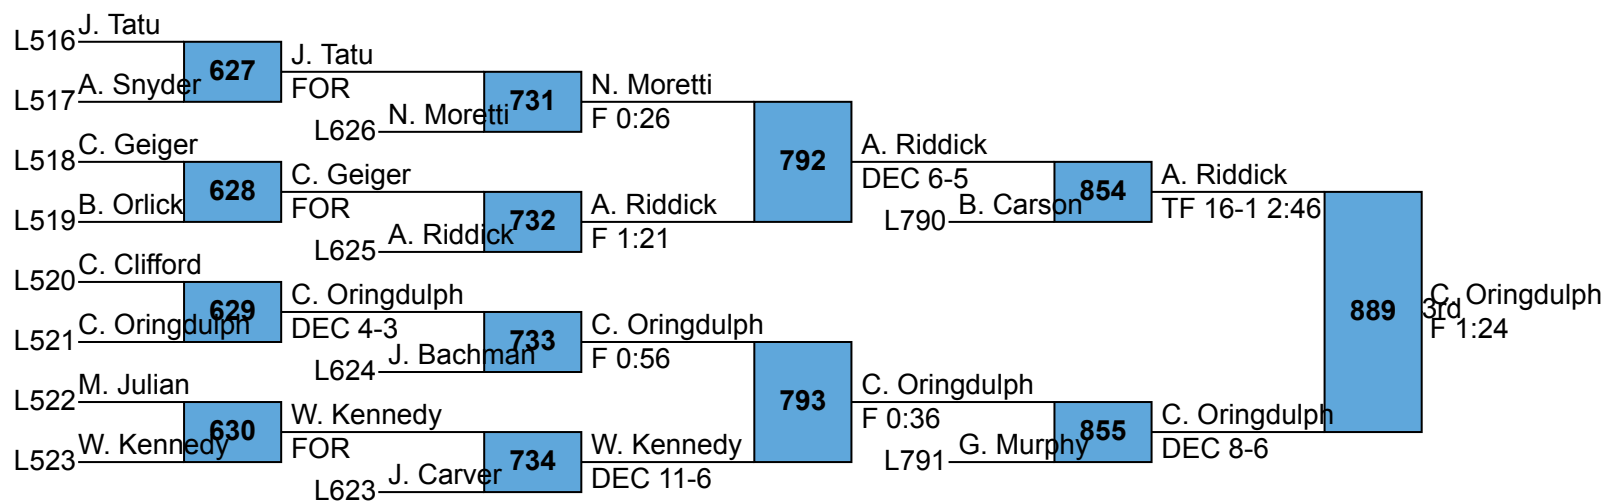 L516 J. Tatu
627
L517 A. Snyder
J. Tatu
FOR
731
L626 N. Moretti
N. Moretti
F 0:26
L518 C. Geiger
628
L519 B. Orlick
C. Geiger
FOR
732
L625 A. Riddick
A. Riddick
F 1:21
792
A. Riddick
DEC 6-5
854
L790 B. Carson
A. Riddick
TF 16-1 2:46
L520 C. Clifford
629
L521 C. Oringdulph
C. Oringdulph
DEC 4-3
733
L624 J. Bachman
C. Oringdulph
F 0:56
L522 M. Julian
630
L523 W. Kennedy
W. Kennedy
FOR
734
L623 J. Carver
W. Kennedy
DEC 11-6
793
C. Oringdulph
F 0:36
855
L791 G. Murphy
C. Oringdulph
DEC 8-6
889
3rd
C. Oringdulph
F 1:24